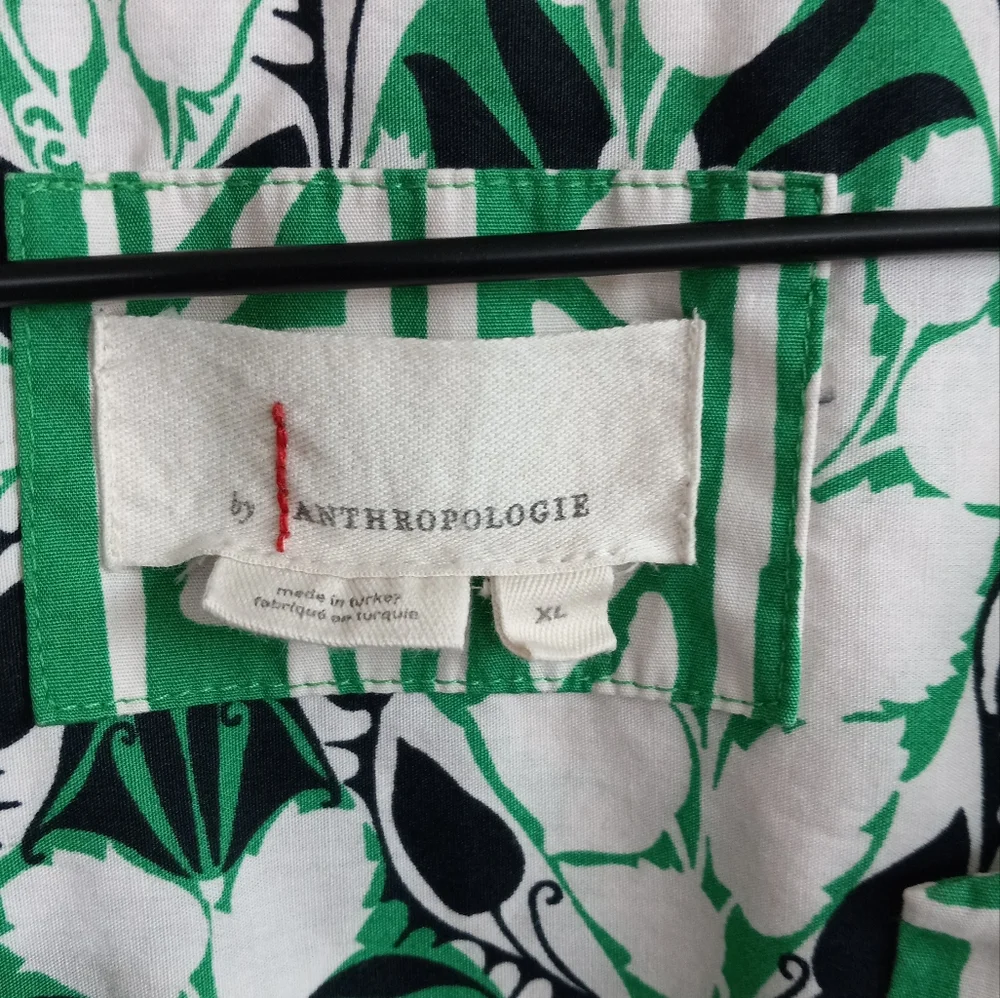 by ANTHROPOLOGIE
made in turkey
fabriqué en turquie
XL